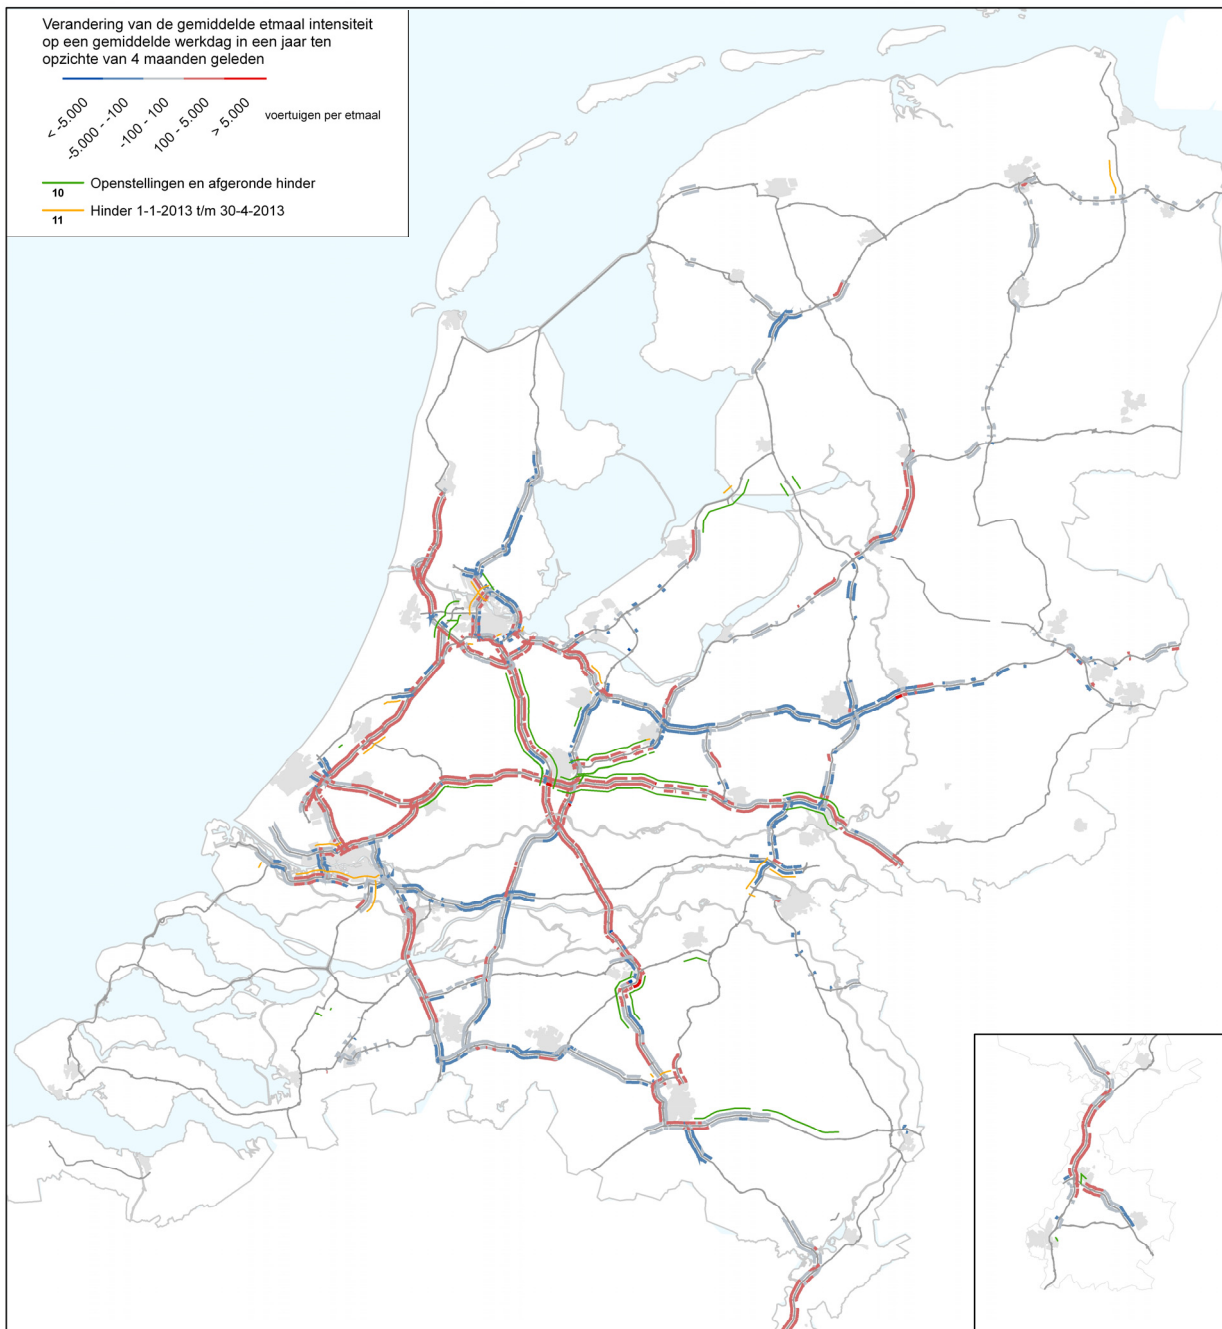 Verandering van de gemiddelde etmaal intensiteit
op een gemiddelde werkdag in een jaar ten
opzichte van 4 maanden geleden
< -5.000
-5.000 - -100
-100 - 100
100 - 5.000
> 5.000
voertuigen per etmaal
Openstellingen en afgeronde hinder
10
Hinder 1-1-2013 t/m 30-4-2013
11